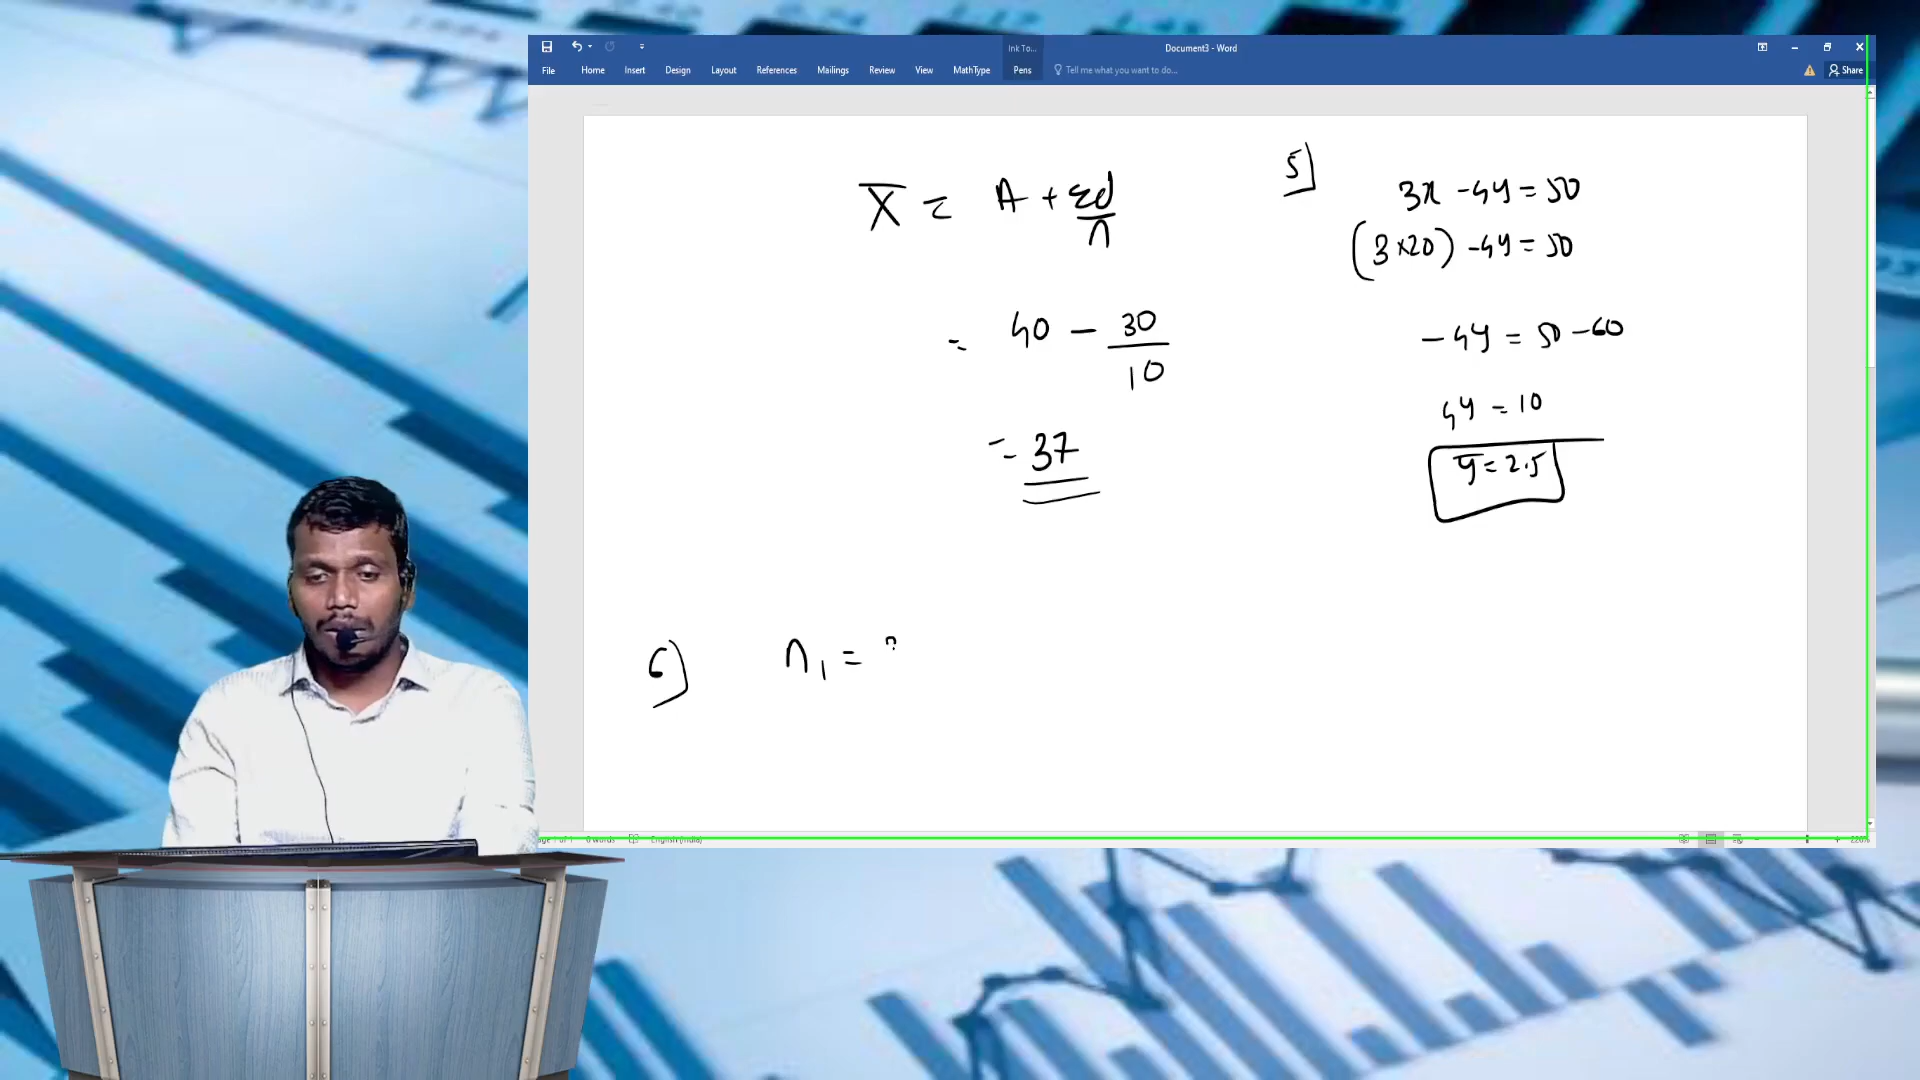 Ink To...
Document3 - Word
File Home Insert Design Layout References Mailings Review View MathType Pens Tell me what you want to do... Share
X̄ = A + Σd/n
= 40 - 30/10
= 37
5]
3x - 4y = 50
(3 × 20) - 4y = 50
- 4y = 50 - 60
4y = 10
ȳ = 2.5
6]
n₁ =
English (India)